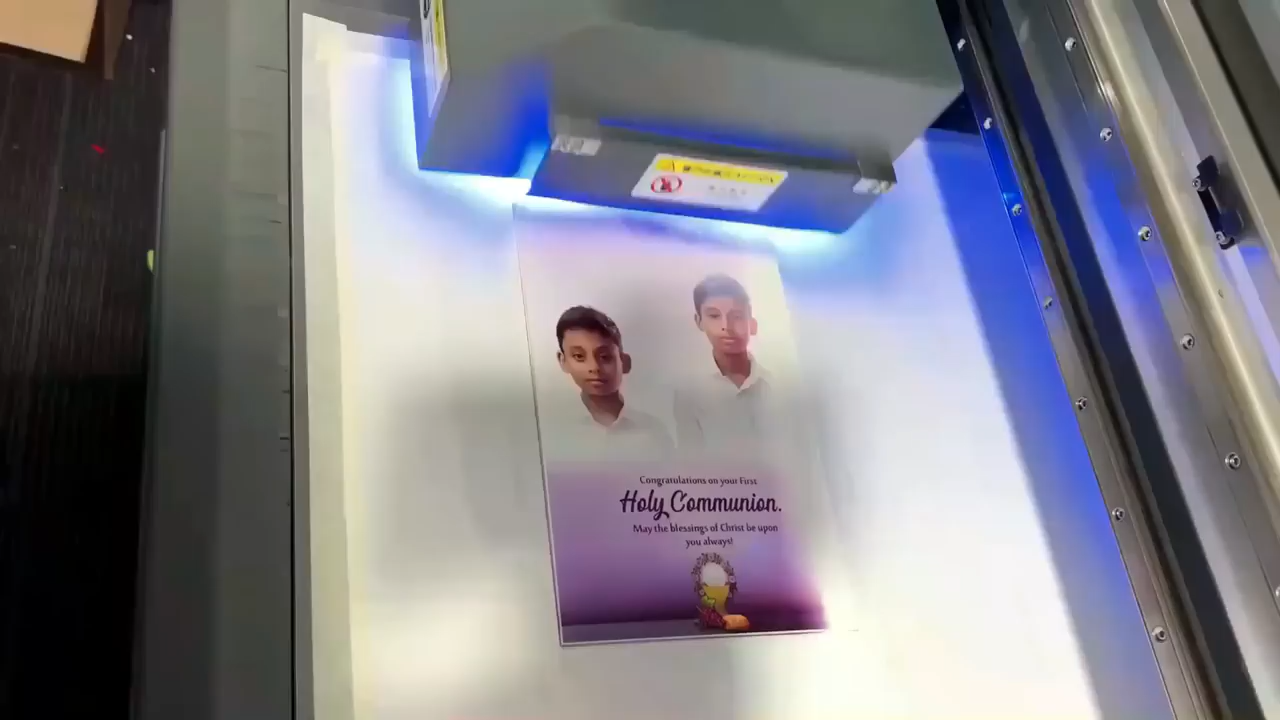 Congratulations on your First
Holy Communion.
May the blessings of Christ be upon
you always!